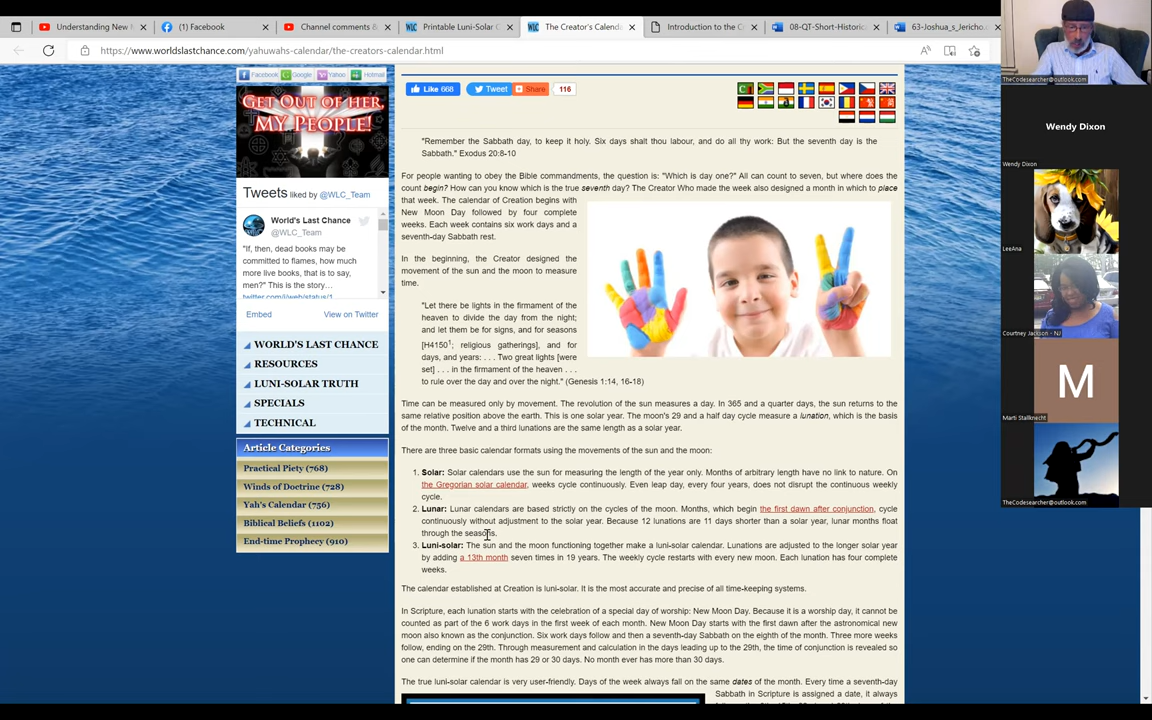 Understanding New M
(1) Facebook
Channel comments &
Printable Luni-Solar C
The Creator's Calenda
Introduction to the Cr
08-QT-Short-Historica
63-Joshua_s_Jericho.
https://www.worldslastchance.com/yahuwahs-calendar/the-creators-calendar.html
Facebook Google Yahoo Hotmail
GET OUT OF HER,
MY PEOPLE!
Tweets liked by @WLC_Team
World's Last Chance
@WLC_Team
"If, then, dead books may be
committed to flames, how much
more live books, that is to say,
men?" This is the story…
twitter.com/i/web/status/1
Embed View on Twitter
WORLD'S LAST CHANCE
RESOURCES
LUNI-SOLAR TRUTH
SPECIALS
TECHNICAL
Article Categories
Practical Piety (768)
Winds of Doctrine (728)
Yah's Calendar (756)
Biblical Beliefs (1102)
End-time Prophecy (910)
Like 668 Tweet Share 116
"Remember the Sabbath day, to keep it holy. Six days shalt thou labour, and do all thy work: But the seventh day is the
Sabbath." Exodus 20:8-10
For people wanting to obey the Bible commandments, the question is: "Which is day one?" All can count to seven, but where does the
count begin? How can you know which is the true seventh day? The Creator Who made the week also designed a month in which to place
that week. The calendar of Creation begins with
New Moon Day followed by four complete
weeks. Each week contains six work days and a
seventh-day Sabbath rest.
In the beginning, the Creator designed the
movement of the sun and the moon to measure
time.
"Let there be lights in the firmament of the
heaven to divide the day from the night;
and let them be for signs, and for seasons
[H4150¹; religious gatherings], and for
days, and years: . . . Two great lights [were
set] . . . in the firmament of the heaven . . .
to rule over the day and over the night." (Genesis 1:14, 16-18)
Time can be measured only by movement. The revolution of the sun measures a day. In 365 and a quarter days, the sun returns to the
same relative position above the earth. This is one solar year. The moon's 29 and a half day cycle measure a lunation, which is the basis
of the month. Twelve and a third lunations are the same length as a solar year.
There are three basic calendar formats using the movements of the sun and the moon:
1. Solar: Solar calendars use the sun for measuring the length of the year only. Months of arbitrary length have no link to nature. On
the Gregorian solar calendar, weeks cycle continuously. Even leap day, every four years, does not disrupt the continuous weekly
cycle.
2. Lunar: Lunar calendars are based strictly on the cycles of the moon. Months, which begin the first dawn after conjunction, cycle
continuously without adjustment to the solar year. Because 12 lunations are 11 days shorter than a solar year, lunar months float
through the seasons.
3. Luni-solar: The sun and the moon functioning together make a luni-solar calendar. Lunations are adjusted to the longer solar year
by adding a 13th month seven times in 19 years. The weekly cycle restarts with every new moon. Each lunation has four complete
weeks.
The calendar established at Creation is luni-solar. It is the most accurate and precise of all time-keeping systems.
In Scripture, each lunation starts with the celebration of a special day of worship: New Moon Day. Because it is a worship day, it cannot be
counted as part of the 6 work days in the first week of each month. New Moon Day starts with the first dawn after the astronomical new
moon also known as the conjunction. Six work days follow and then a seventh-day Sabbath on the eighth of the month. Three more weeks
follow, ending on the 29th. Through measurement and calculation in the days leading up to the 29th, the time of conjunction is revealed so
one can determine if the month has 29 or 30 days. No month ever has more than 30 days.
The true luni-solar calendar is very user-friendly. Days of the week always fall on the same dates of the month. Every time a seventh-day
Sabbath in Scripture is assigned a date, it always
TheCodesearcher@outlook.com
Wendy Dixon
Wendy Dixon
LeeAna
Courtney Jackson - NJ
M
Marti Stalknecht
TheCodesearcher@outlook.com